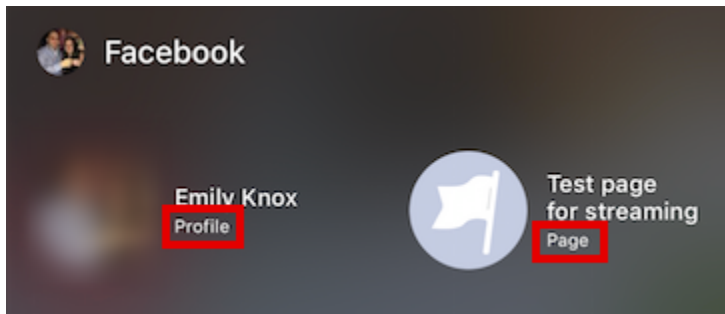 Facebook
Emily Knox
Profile
Test page
for streaming
Page